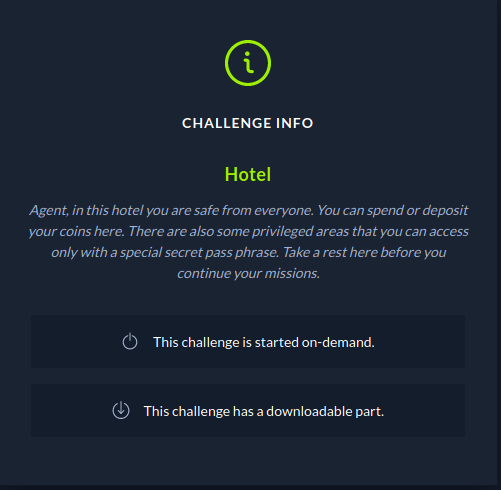 CHALLENGE INFO
Hotel
Agent, in this hotel you are safe from everyone. You can spend or deposit
your coins here. There are also some privileged areas that you can access
only with a special secret pass phrase. Take a rest here before you
continue your missions.
This challenge is started on-demand.
This challenge has a downloadable part.